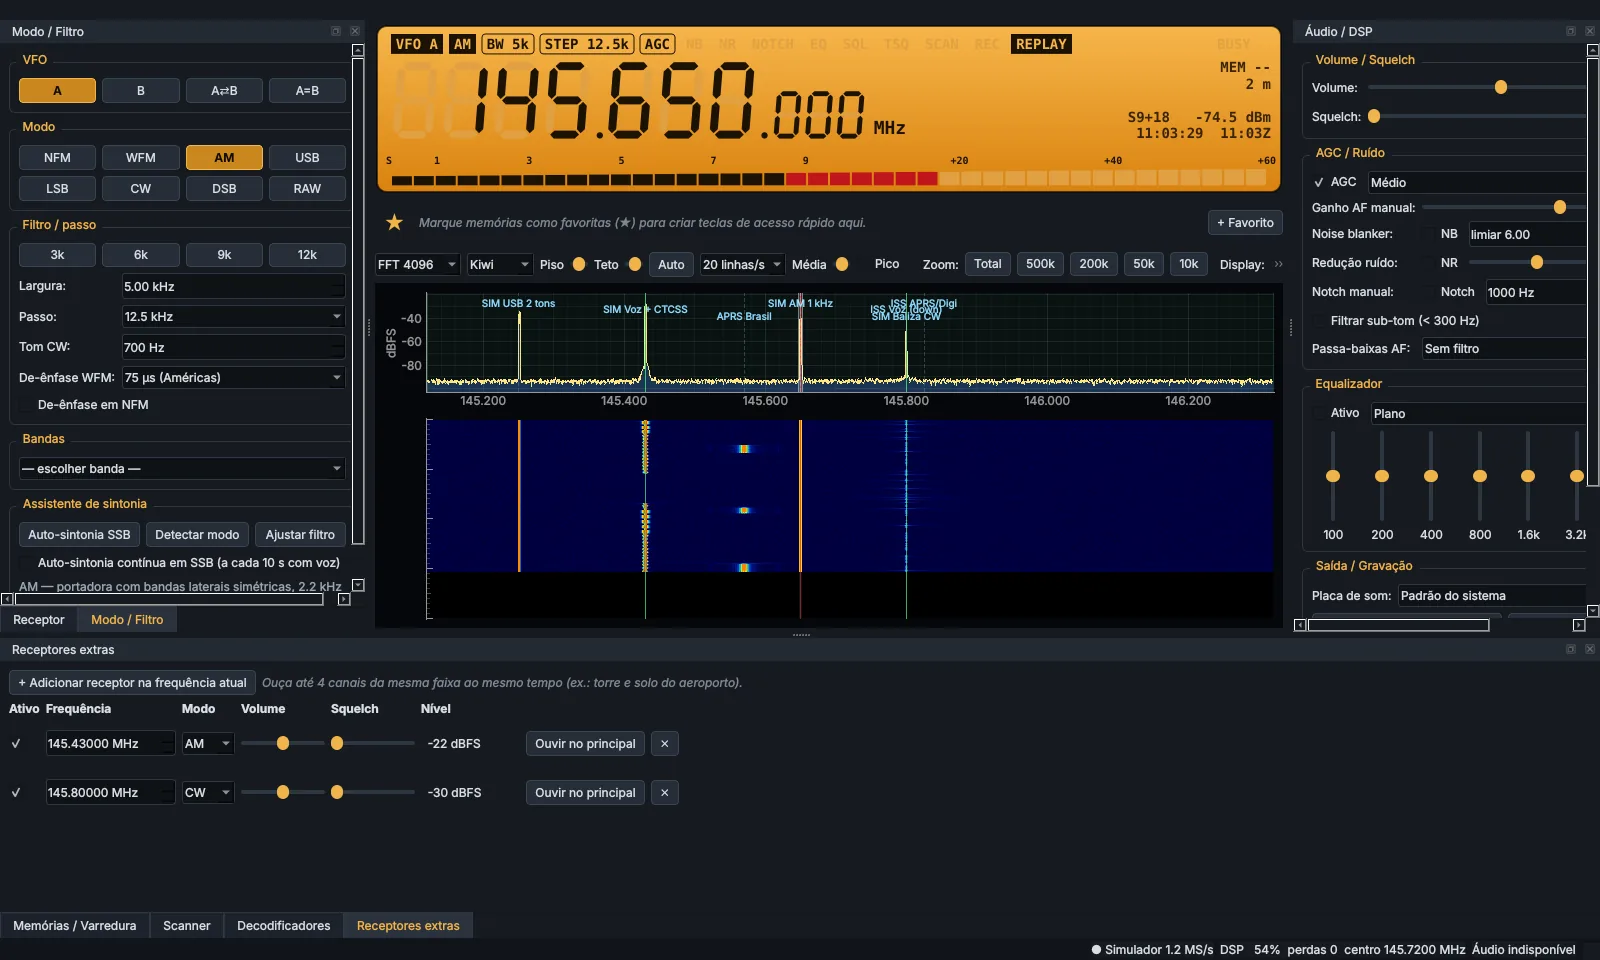 Modo / Filtro
VFO
A B A⇄B A=B
Modo
NFM WFM AM USB
LSB CW DSB RAW
Filtro / passo
3k 6k 9k 12k
Largura: 5.00 kHz
Passo: 12.5 kHz
Tom CW: 700 Hz
De-ênfase WFM: 75 µs (Américas)
De-ênfase em NFM
Bandas
— escolher banda —
Assistente de sintonia
Auto-sintonia SSB Detectar modo Ajustar filtro
Auto-sintonia contínua em SSB (a cada 10 s com voz)
AM — portadora com bandas laterais simétricas, 2.2 kHz
Receptor Modo / Filtro
VFO A AM BW 5k STEP 12.5k AGC NB NR NOTCH EQ SQL TSQ SCAN REC REPLAY BUSY
145.650.000 MHz
MEM --
2 m
S9+18 -74.5 dBm
11:03:29 11:03Z
S 1 3 5 7 9 +20 +40 +60
★ Marque memórias como favoritas (★) para criar teclas de acesso rápido aqui. + Favorito
FFT 4096 Kiwi Piso Teto Auto 20 linhas/s Média Pico Zoom: Total 500k 200k 50k 10k Display: »
SIM USB 2 tons SIM Voz + CTCSS APRS Brasil SIM AM 1 kHz ISS APRS/Digi
ISS Voz (down)
SIM Baliza CW
dBFS
-40
-60
-80
145.200 145.400 145.600 145.800 146.000 146.200
Áudio / DSP
Volume / Squelch
Volume:
Squelch:
AGC / Ruído
✓ AGC Médio
Ganho AF manual:
Noise blanker: NB limiar 6.00
Redução ruído: NR
Notch manual: Notch 1000 Hz
Filtrar sub-tom (< 300 Hz)
Passa-baixas AF: Sem filtro
Equalizador
Ativo Plano
100 200 400 800 1.6k 3.2k
Saída / Gravação
Placa de som: Padrão do sistema
Receptores extras
+ Adicionar receptor na frequência atual Ouça até 4 canais da mesma faixa ao mesmo tempo (ex.: torre e solo do aeroporto).
Ativo Frequência Modo Volume Squelch Nível
✓ 145.43000 MHz AM -22 dBFS Ouvir no principal ×
✓ 145.80000 MHz CW -30 dBFS Ouvir no principal ×
Memórias / Varredura Scanner Decodificadores Receptores extras
Simulador 1.2 MS/s DSP 54% perdas 0 centro 145.7200 MHz Áudio indisponível